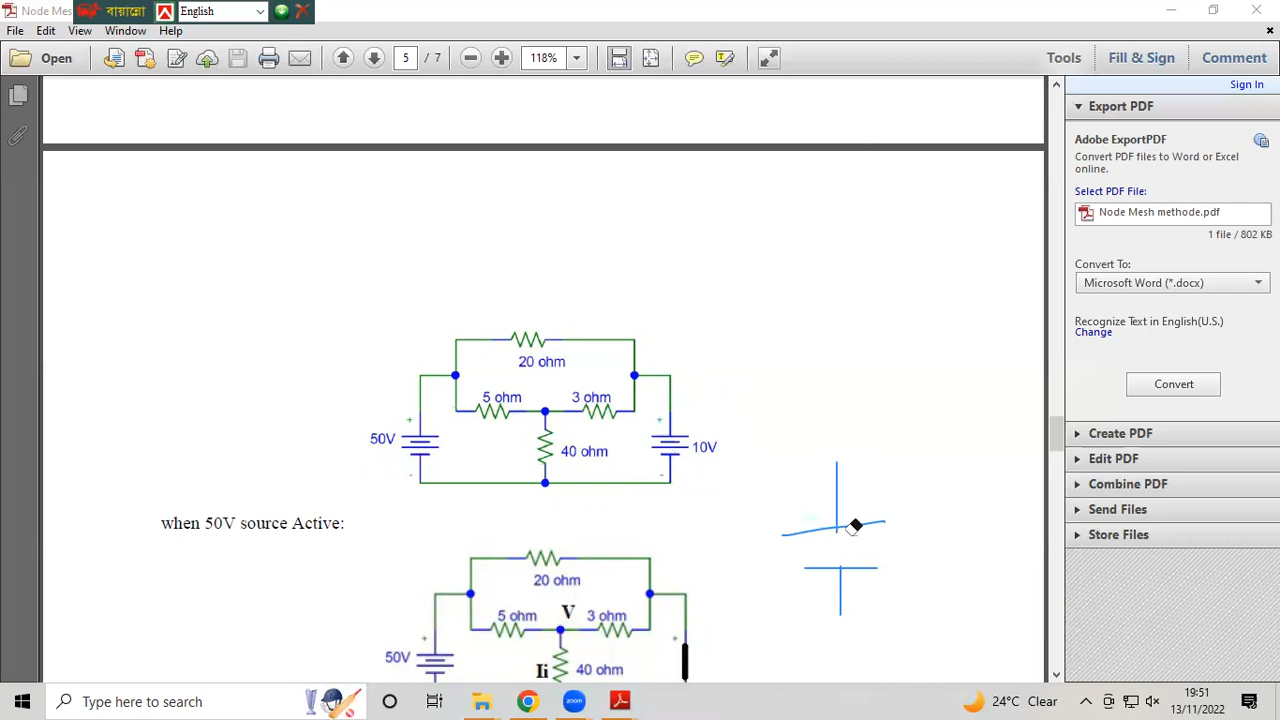 Node Mes
বায়ান্নো
English
File Edit View Window Help
Open
5 / 7
118%
Tools
Fill & Sign
Comment
Sign In
Export PDF
Adobe ExportPDF
Convert PDF files to Word or Excel
online.
Select PDF File:
Node Mesh methode.pdf
1 file / 802 KB
Convert To:
Microsoft Word (*.docx)
Recognize Text in English(U.S.)
Change
Convert
Create PDF
Edit PDF
Combine PDF
Send Files
Store Files
20 ohm
5 ohm
3 ohm
+
+
50V
40 ohm
10V
-
-
when 50V source Active:
20 ohm
5 ohm
V
3 ohm
+
+
50V
Ii
40 ohm
Type here to search
24°C Clear
19:51
13/11/2022